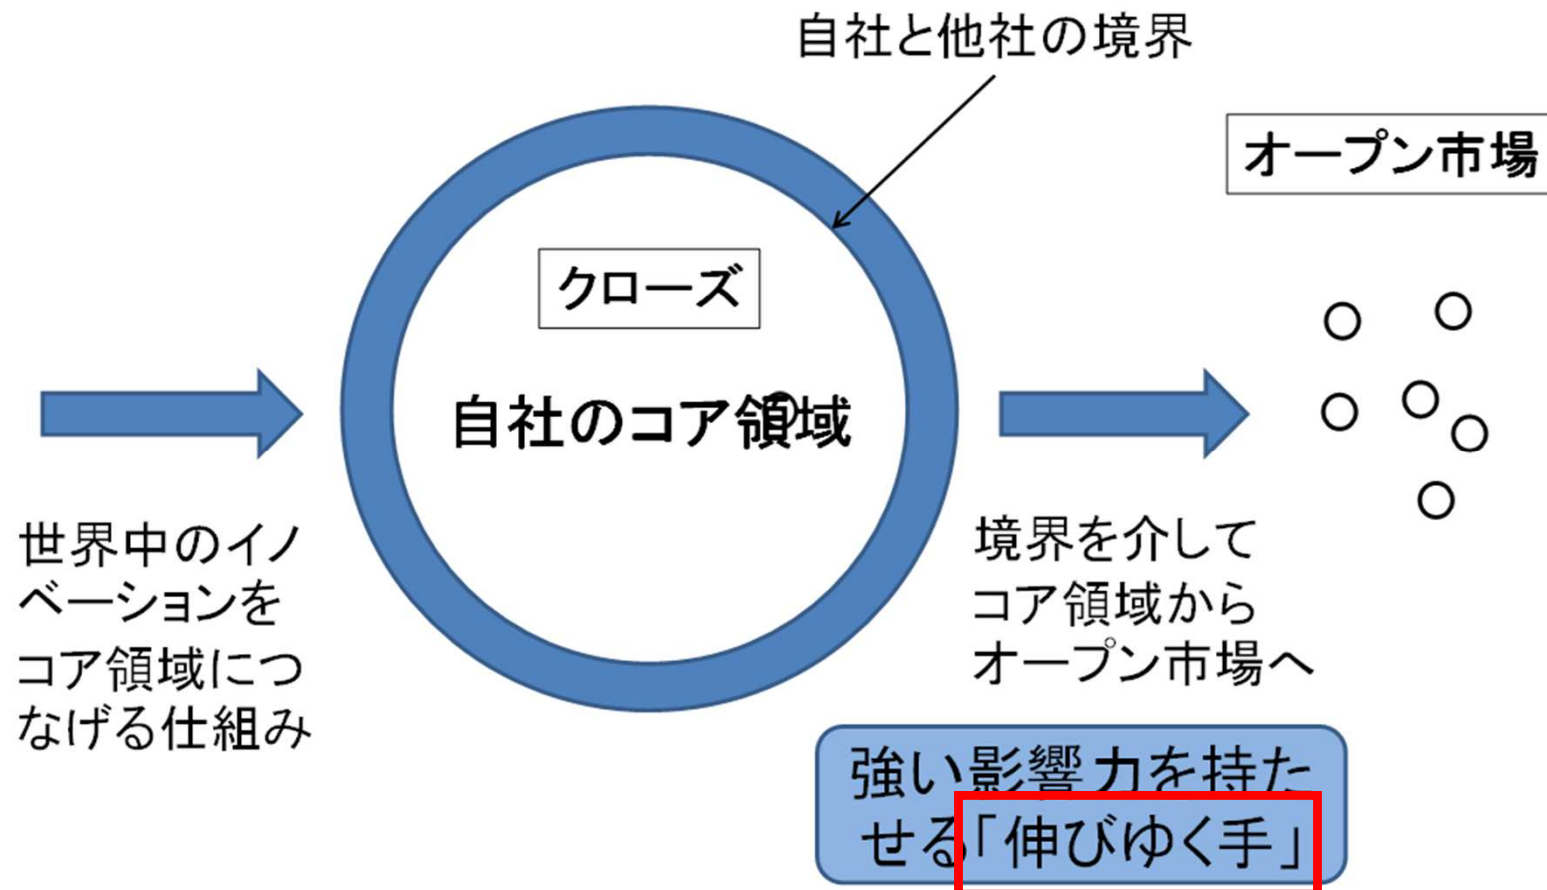 自社と他社の境界
オープン市場
クローズ
自社のコア領域
世界中のイノ
ベーションを
コア領域につ
なげる仕組み
境界を介して
コア領域から
オープン市場へ
強い影響力を持た
せる「伸びゆく手」